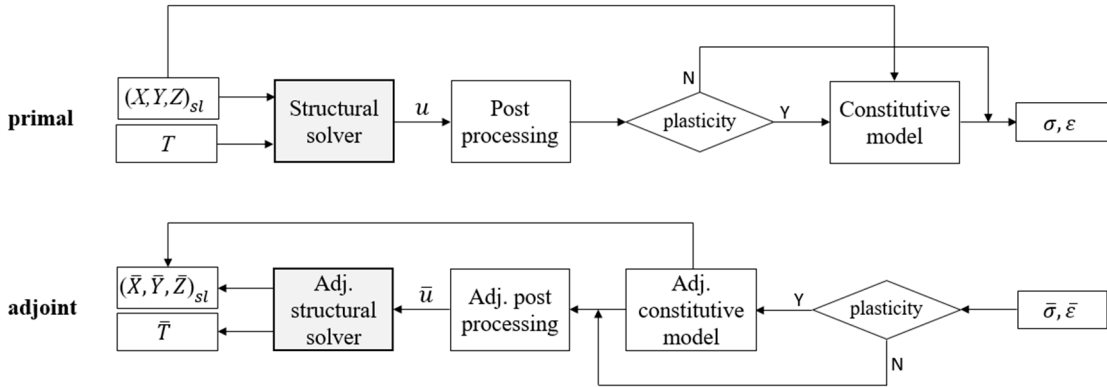 primal
(X,Y,Z)sl
T
Structural
solver
u
Post
processing
plasticity
N
Y
Constitutive
model
σ, ε
adjoint
(X̄, Ȳ, Z̄)sl
T̄
Adj.
structural
solver
ū
Adj. post
processing
Adj.
constitutive
model
Y
plasticity
N
σ̄, ε̄